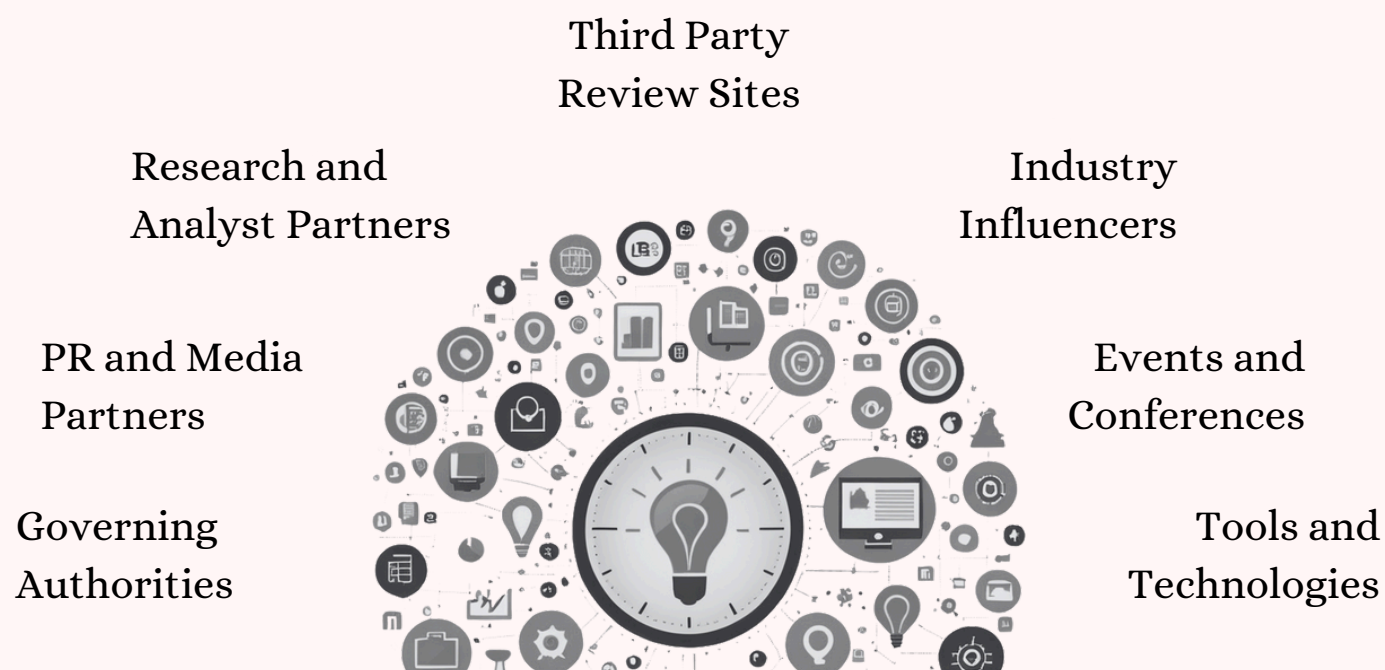 Third Party
Review Sites
Research and
Analyst Partners
Industry
Influencers
PR and Media
Partners
Events and
Conferences
Governing
Authorities
Tools and
Technologies